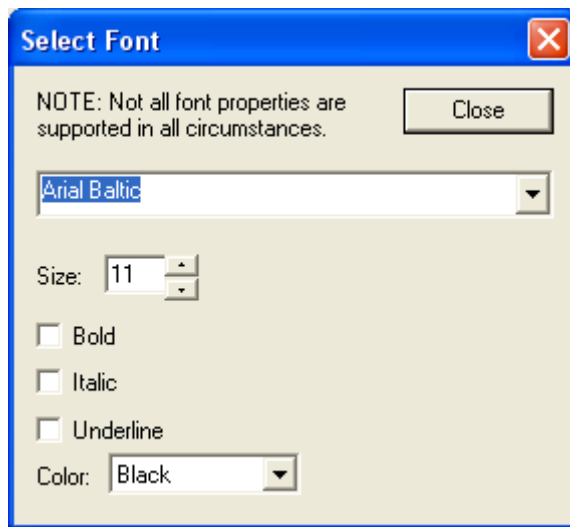 Select Font
NOTE: Not all font properties are
supported in all circumstances.
Close
Arial Baltic
Size: 11
Bold
Italic
Underline
Color: Black